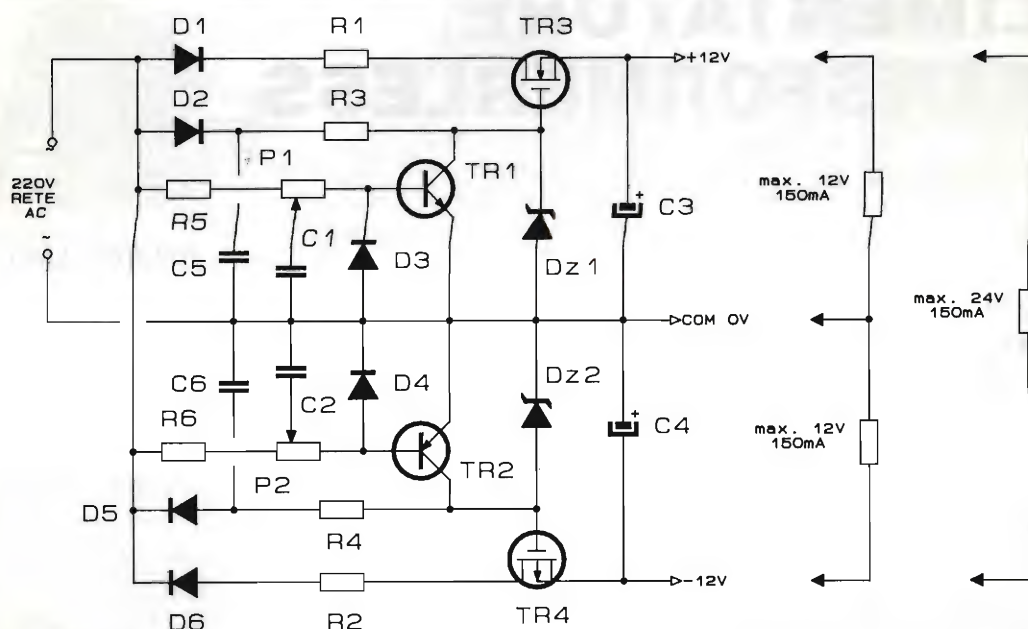 D1
R1
TR3
+12V
D2
R3
P1
TR1
220V
RETE
AC
~
~
R5
C1
C5
D3
Dz1
+
C3
max. 12V
150mA
COM 0V
max. 24V
150mA
C6
C2
D4
Dz2
R6
+
C4
max. 12V
150mA
P2
TR2
D5
R4
-12V
D6
R2
TR4